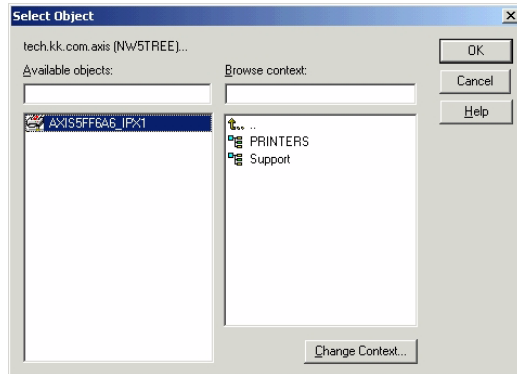 Select Object
tech.kk.com.axis (NW5TREE)...
Available objects:
Browse context:
AXIS5FF6A6_IPX1
..
PRINTERS
Support
OK
Cancel
Help
Change Context...